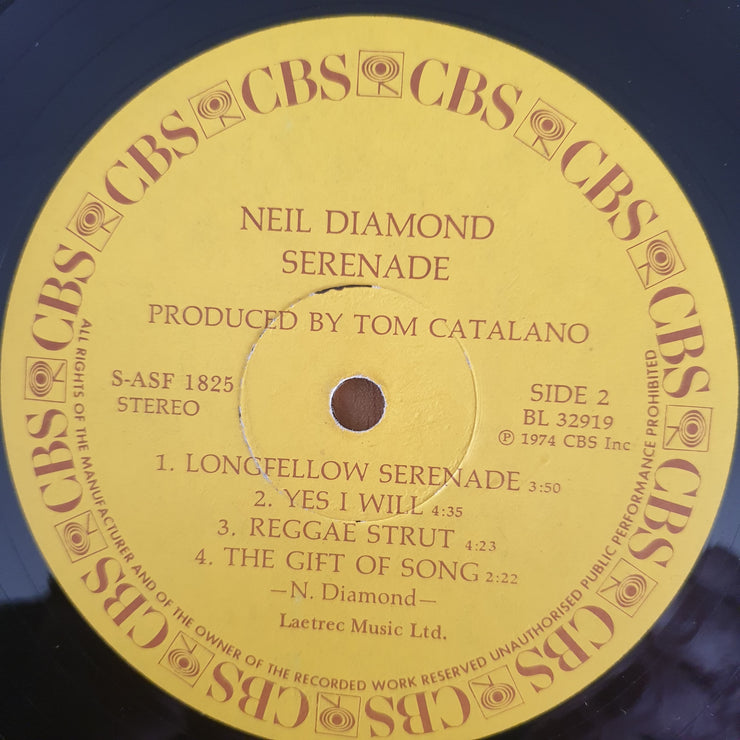 CBS CBS CBS CBS CBS CBS CBS CBS CBS CBS CBS CBS
NEIL DIAMOND
SERENADE
PRODUCED BY TOM CATALANO
S-ASF 1825
STEREO
SIDE 2
BL 32919
Ⓟ 1974 CBS Inc
1. LONGFELLOW SERENADE 3:50
2. YES I WILL 4:35
3. REGGAE STRUT 4:23
4. THE GIFT OF SONG 2:22
—N. Diamond—
Laetrec Music Ltd.
ALL RIGHTS OF THE MANUFACTURER AND OF THE OWNER OF THE RECORDED WORK RESERVED UNAUTHORISED PUBLIC PERFORMANCE PROHIBITED